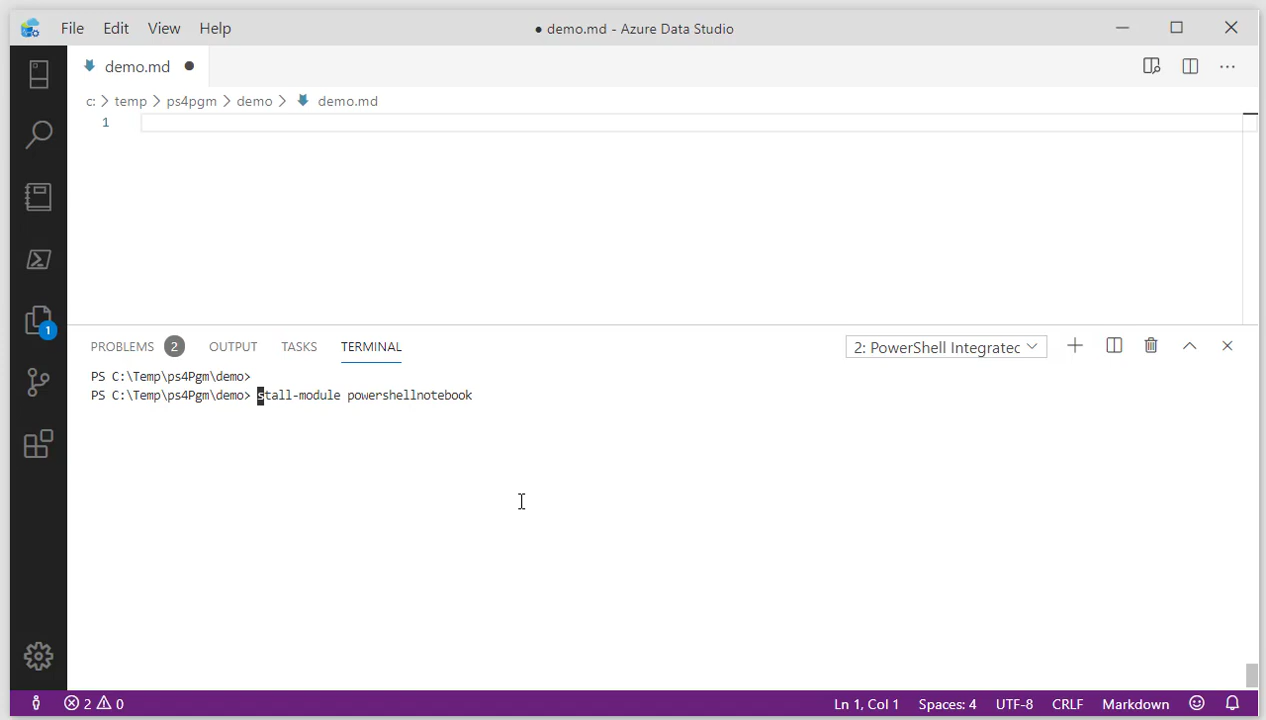 File Edit View Help ● demo.md - Azure Data Studio
demo.md ●
c: > temp > ps4pgm > demo > demo.md
1
PROBLEMS 2 OUTPUT TASKS TERMINAL 2: PowerShell Integratec
PS C:\Temp\ps4Pgm\demo>
PS C:\Temp\ps4Pgm\demo> stall-module powershellnotebook
1
2 0 Ln 1, Col 1 Spaces: 4 UTF-8 CRLF Markdown